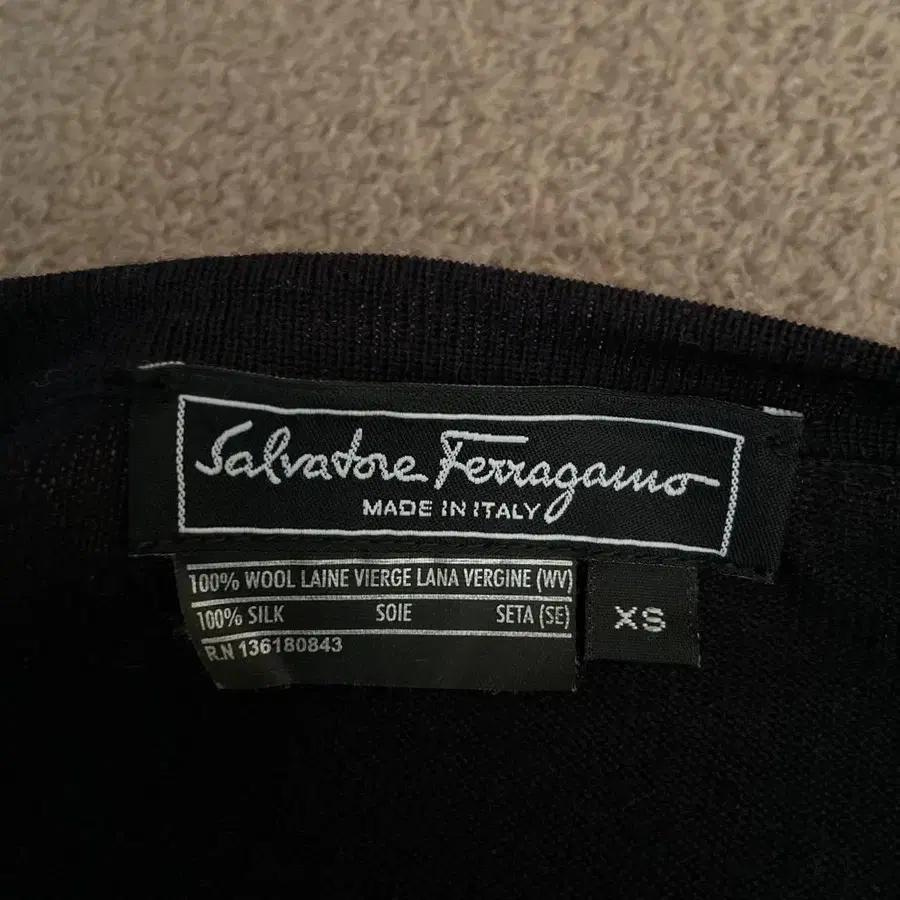 Salvatore Ferragamo
MADE IN ITALY
100% WOOL LAINE VIERGE LANA VERGINE (WV)
100% SILK SOIE SETA (SE)
R.N 136180843
XS